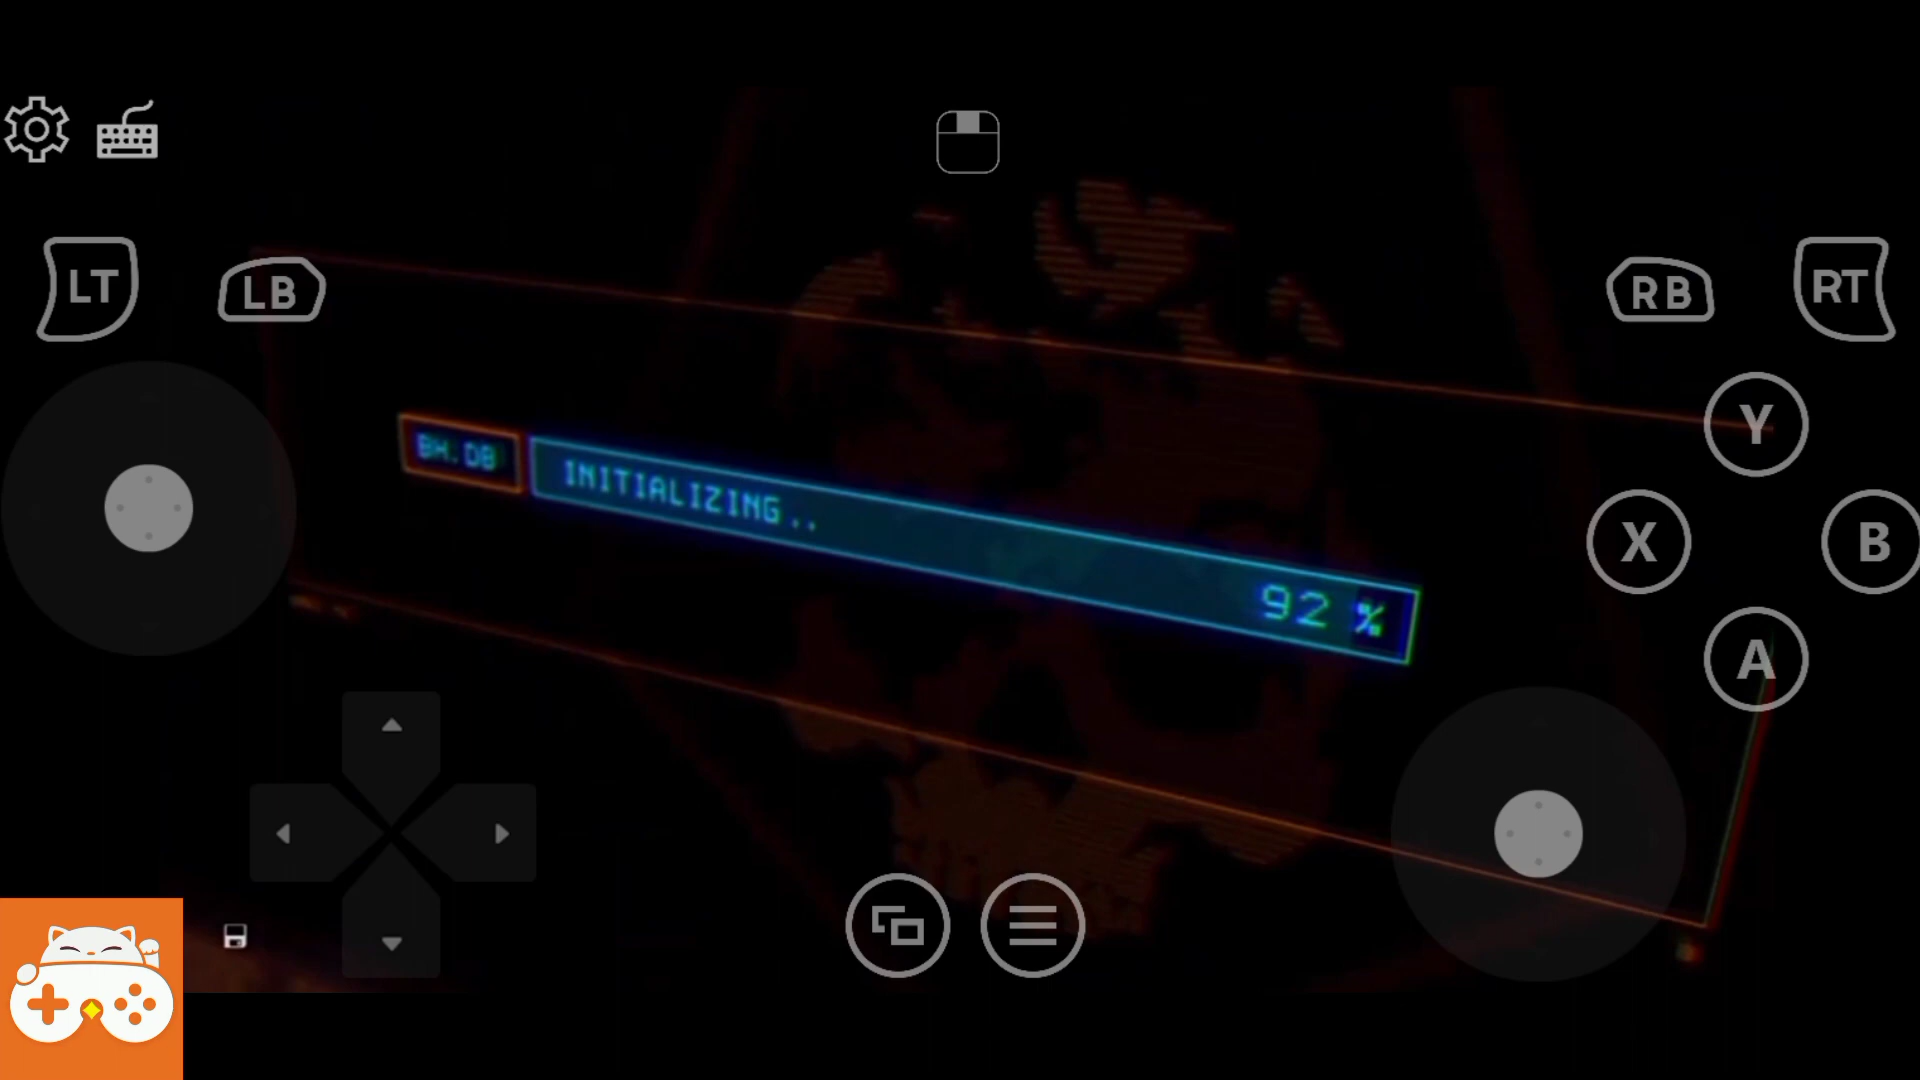 LT
LB
RB
RT
Y
BH.DB
INITIALIZING..
X
B
92 %
A